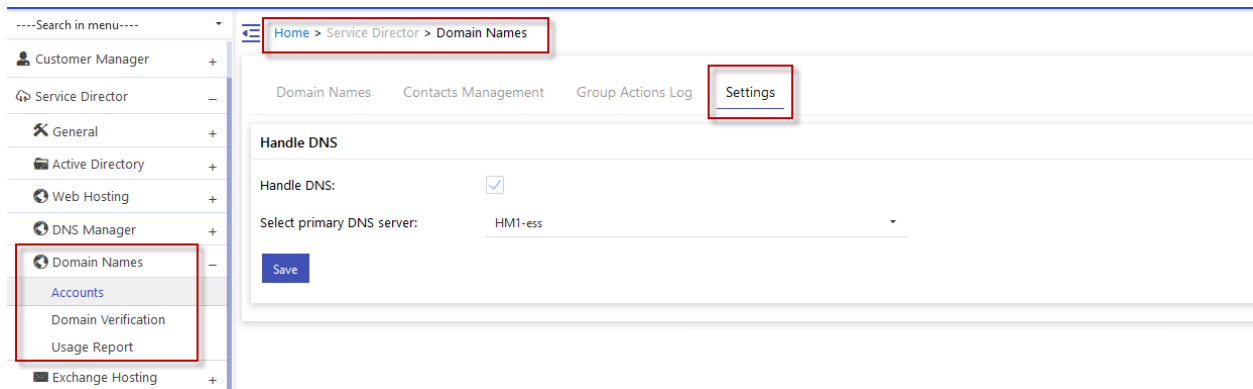 ----Search in menu----
Customer Manager +
Service Director –
General +
Active Directory +
Web Hosting +
DNS Manager +
Domain Names –
Accounts
Domain Verification
Usage Report
Exchange Hosting +
Home > Service Director > Domain Names
Domain Names Contacts Management Group Actions Log Settings
Handle DNS
Handle DNS:
Select primary DNS server: HM1-ess
Save